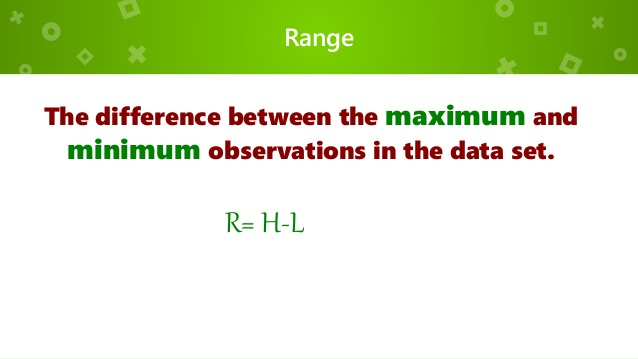 Range
The difference between the maximum and
minimum observations in the data set.
R= H-L